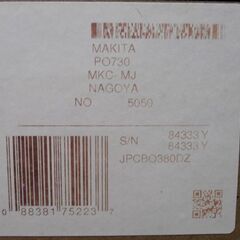 MAKITA
PO730
MKC- MJ
NAGOYA
NO 5050
S/N 84333 Y
84333 Y
JPCBO380DZ
0 88381 75223 7